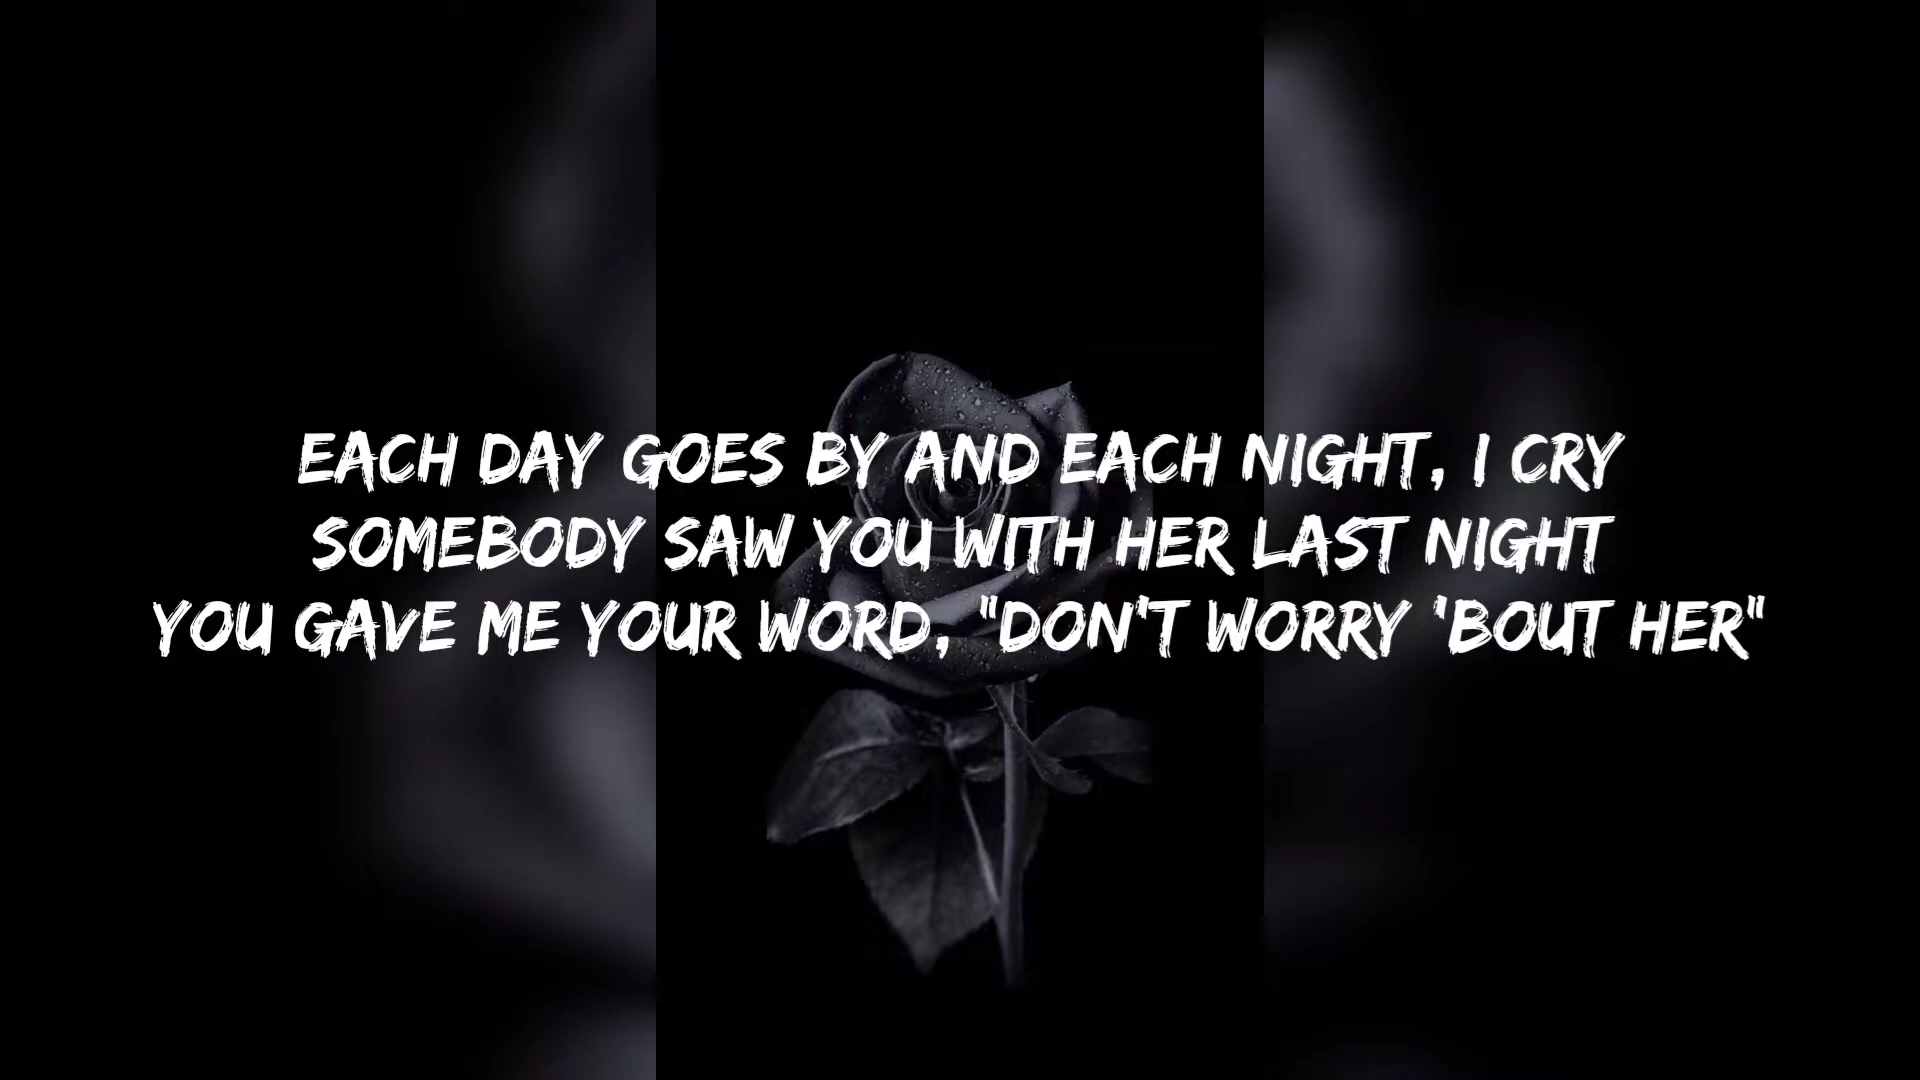 EACH DAY GOES BY AND EACH NIGHT, I CRY
SOMEBODY SAW YOU WITH HER LAST NIGHT
YOU GAVE ME YOUR WORD, "DON'T WORRY 'BOUT HER"